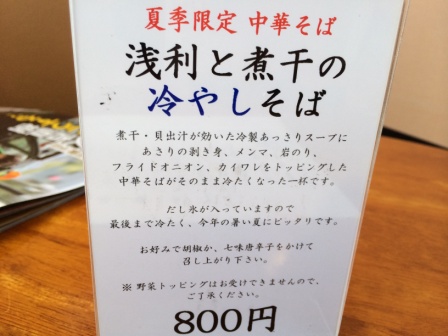 夏季限定 中華そば
浅利と煮干の
冷やしそば
煮干・貝出汁が効いた冷製あっさりスープに
あさりの剥き身、メンマ、岩のり、
フライドオニオン、カイワレをトッピングした
中華そばがそのまま冷たくなった一杯です。
だし氷が入っていますので
最後まで冷たく、今年の暑い夏にピッタリです。
お好みで胡椒か、七味唐辛子をかけて
召し上がり下さい。
※ 野菜トッピングはお受けできませんので、
ご了承ください。
800円